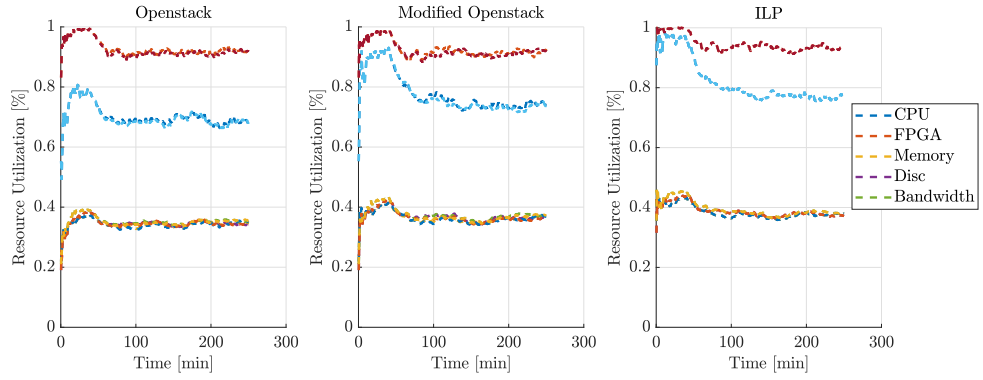 Openstack
Modified Openstack
ILP
Resource Utilization [%]
1
0.8
0.6
0.4
0.2
0
0
100
200
300
Time [min]
Resource Utilization [%]
1
0.8
0.6
0.4
0.2
0
0
100
200
300
Time [min]
Resource Utilization [%]
1
0.8
0.6
0.4
0.2
0
0
100
200
300
Time [min]
CPU
FPGA
Memory
Disc
Bandwidth